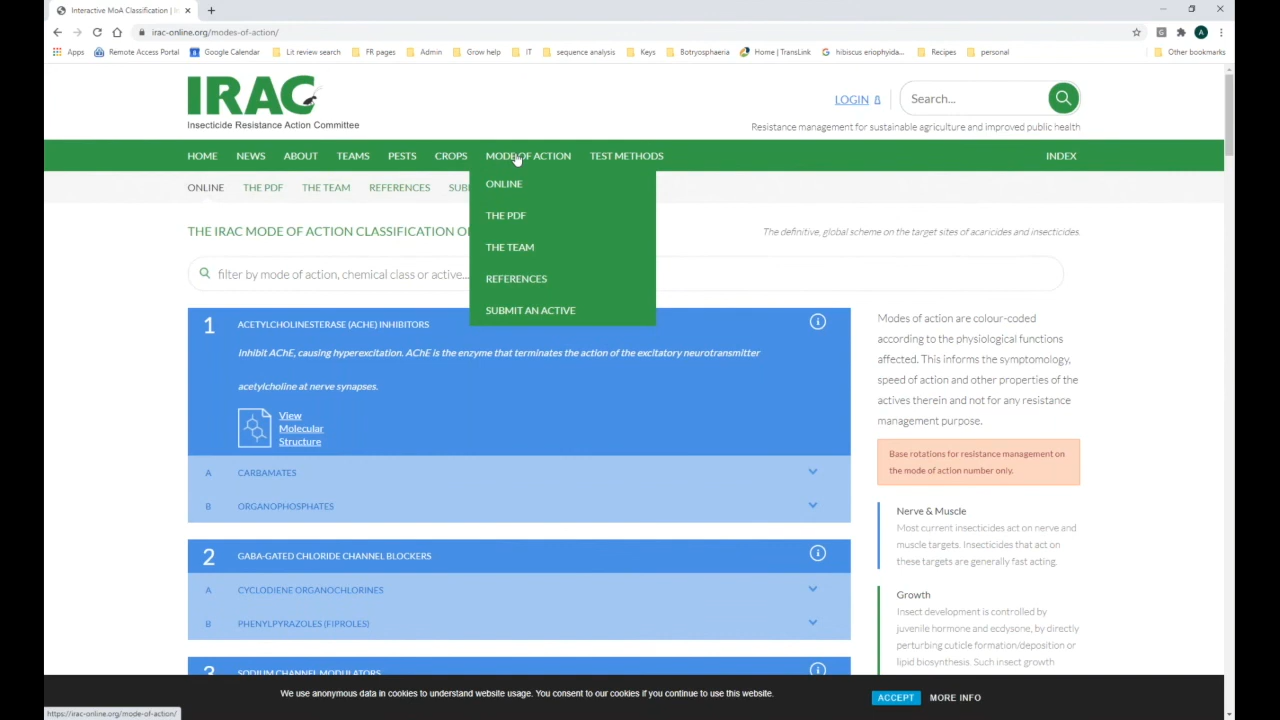 Interactive MoA Classification | I
irac-online.org/modes-of-action/
A
Apps
Remote Access Portal
Google Calendar
Lit review search
FR pages
Admin
Grow help
IT
sequence analysis
Keys
Botryosphaeria
Home | TransLink
hibiscus eriophyida...
Recipes
personal
Other bookmarks
IRAC
Insecticide Resistance Action Committee
LOGIN
Search...
Resistance management for sustainable agriculture and improved public health
HOME
NEWS
ABOUT
TEAMS
PESTS
CROPS
MODE OF ACTION
TEST METHODS
INDEX
ONLINE
THE PDF
THE TEAM
REFERENCES
SUB
ONLINE
THE PDF
THE TEAM
REFERENCES
SUBMIT AN ACTIVE
THE IRAC MODE OF ACTION CLASSIFICATION O
The definitive, global scheme on the target sites of acaricides and insecticides.
filter by mode of action, chemical class or active...
1 ACETYLCHOLINESTERASE (ACHE) INHIBITORS
Inhibit AChE, causing hyperexcitation. AChE is the enzyme that terminates the action of the excitatory neurotransmitter
acetylcholine at nerve synapses.
View
Molecular
Structure
A CARBAMATES
B ORGANOPHOSPHATES
2 GABA-GATED CHLORIDE CHANNEL BLOCKERS
A CYCLODIENE ORGANOCHLORINES
B PHENYLPYRAZOLES (FIPROLES)
3 SODIUM CHANNEL MODULATORS
Modes of action are colour-coded
according to the physiological functions
affected. This informs the symptomology,
speed of action and other properties of the
actives therein and not for any resistance
management purpose.
Base rotations for resistance management on
the mode of action number only.
Nerve & Muscle
Most current insecticides act on nerve and
muscle targets. Insecticides that act on
these targets are generally fast acting.
Growth
Insect development is controlled by
juvenile hormone and ecdysone, by directly
perturbing cuticle formation/deposition or
lipid biosynthesis. Such insect growth
We use anonymous data in cookies to understand website usage. You consent to our cookies if you continue to use this website.
ACCEPT
MORE INFO
https://irac-online.org/mode-of-action/